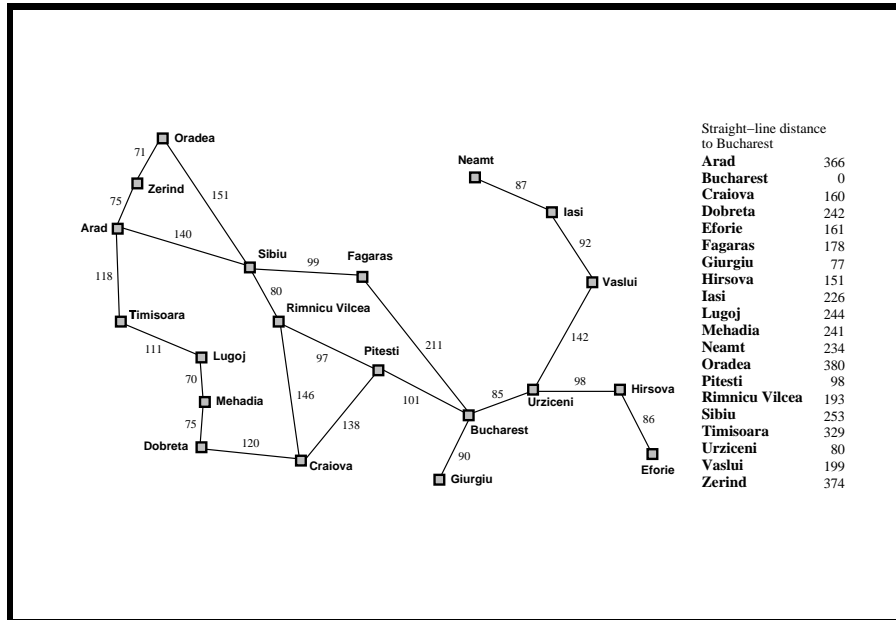 Oradea
71
Neamt
87
Zerind
151
75
Iasi
Arad
140
92
Sibiu
99
Fagaras
118
80
Vaslui
Timisoara
Rimnicu Vilcea
142
111
211
Lugoj
97
Pitesti
70
98
Hirsova
146
85
Mehadia
101
Urziceni
86
75
138
Bucharest
Dobreta
120
90
Craiova
Eforie
Giurgiu
Straight−line distance
to Bucharest
Arad 366
Bucharest 0
Craiova 160
Dobreta 242
Eforie 161
Fagaras 178
Giurgiu 77
Hirsova 151
Iasi 226
Lugoj 244
Mehadia 241
Neamt 234
Oradea 380
Pitesti 98
Rimnicu Vilcea 193
Sibiu 253
Timisoara 329
Urziceni 80
Vaslui 199
Zerind 374